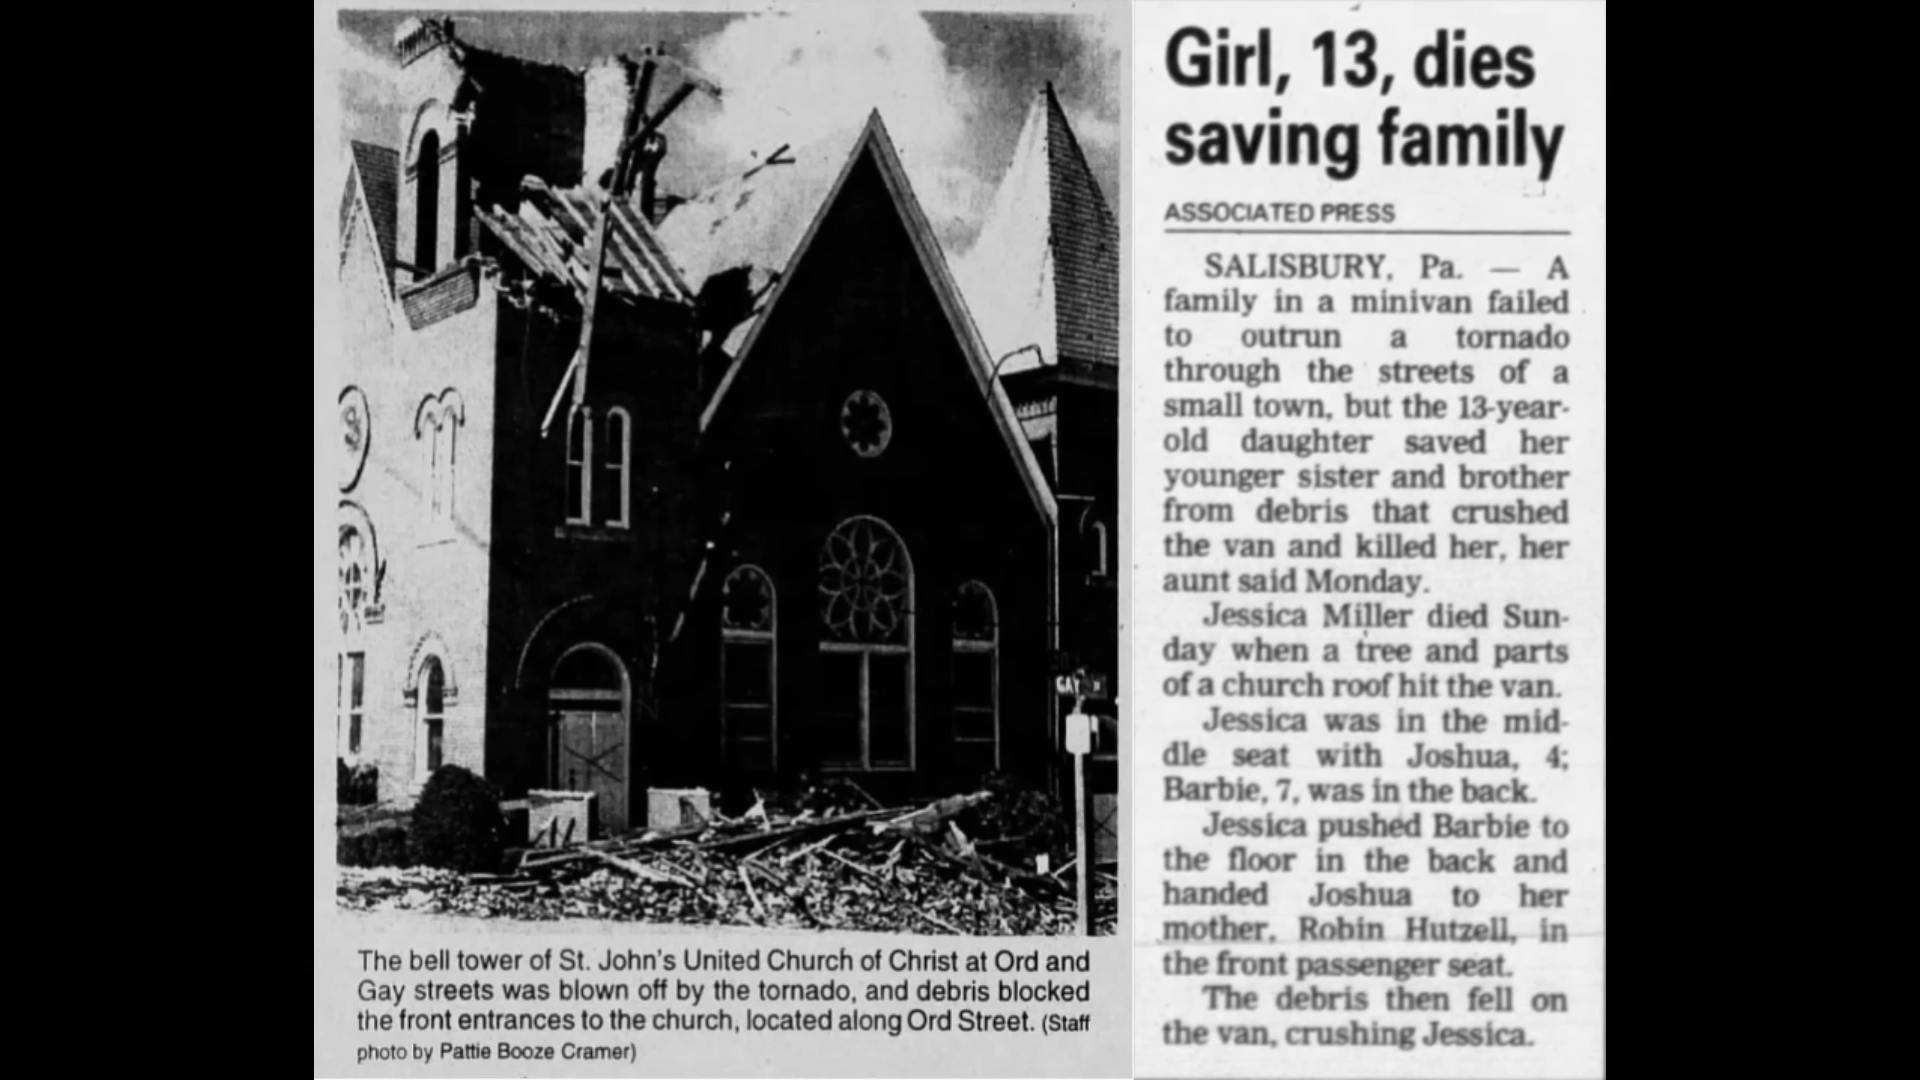 GAY
The bell tower of St. John's United Church of Christ at Ord and
Gay streets was blown off by the tornado, and debris blocked
the front entrances to the church, located along Ord Street. (Staff
photo by Pattie Booze Cramer)
Girl, 13, dies
saving family
ASSOCIATED PRESS
SALISBURY, Pa. — A
family in a minivan failed
to outrun a tornado
through the streets of a
small town, but the 13-year-
old daughter saved her
younger sister and brother
from debris that crushed
the van and killed her, her
aunt said Monday.
Jessica Miller died Sun-
day when a tree and parts
of a church roof hit the van.
Jessica was in the mid-
dle seat with Joshua, 4;
Barbie, 7, was in the back.
Jessica pushed Barbie to
the floor in the back and
handed Joshua to her
mother, Robin Hutzell, in
the front passenger seat.
The debris then fell on
the van, crushing Jessica.